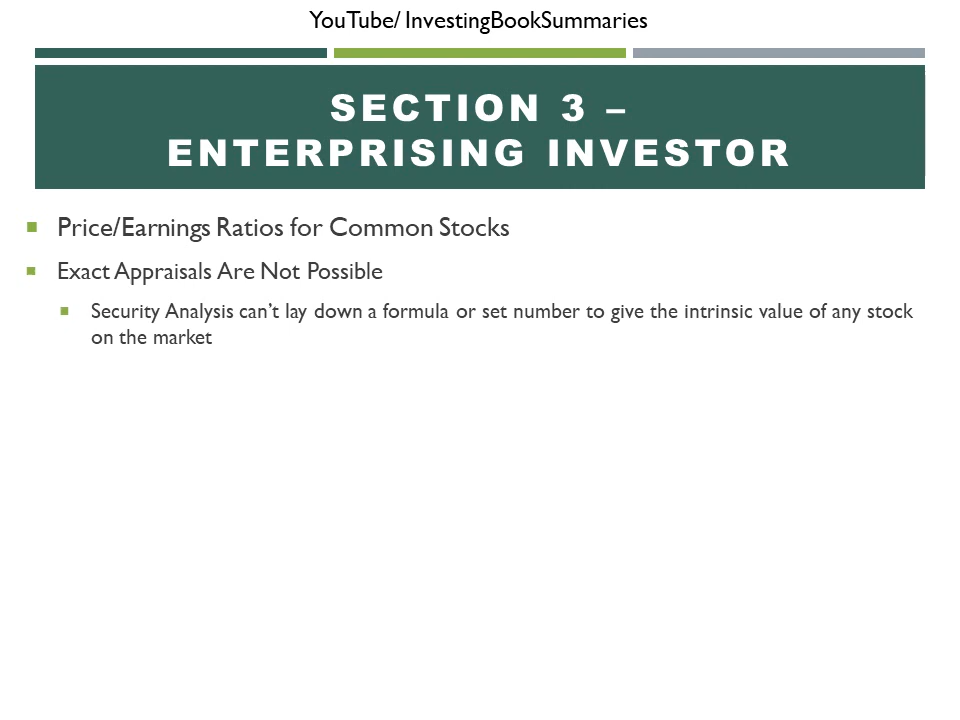 YouTube/ InvestingBookSummaries
SECTION 3 –
ENTERPRISING INVESTOR
Price/Earnings Ratios for Common Stocks
Exact Appraisals Are Not Possible
Security Analysis can’t lay down a formula or set number to give the intrinsic value of any stock
on the market